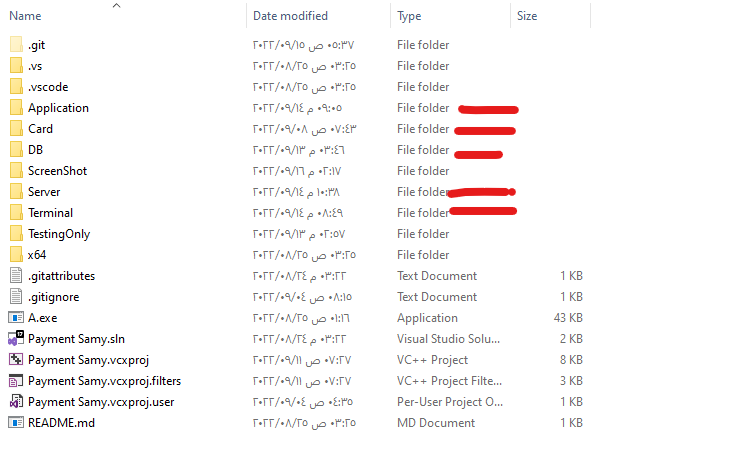 Name Date modified Type Size
.git ٢٠٢٢/٠٩/١٥ ص ٠٥:٣٧ File folder
.vs ٢٠٢٢/٠٨/٢٥ ص ٠٣:٢٥ File folder
.vscode ٢٠٢٢/٠٨/٢٥ ص ٠٣:٢٥ File folder
Application ٢٠٢٢/٠٩/١٤ م ٠٩:٠٥ File folder
Card ٢٠٢٢/٠٩/٠٨ ص ٠٧:٤٣ File folder
DB ٢٠٢٢/٠٩/١٣ م ٠٣:٤٦ File folder
ScreenShot ٢٠٢٢/٠٩/١٦ م ٠٢:١٧ File folder
Server ٢٠٢٢/٠٩/١٤ م ١٠:٣٨ File folder
Terminal ٢٠٢٢/٠٩/١٤ م ٠٨:٤٩ File folder
TestingOnly ٢٠٢٢/٠٩/١٣ م ٠٢:٥٧ File folder
x64 ٢٠٢٢/٠٨/٢٥ ص ٠٣:٢٥ File folder
.gitattributes ٢٠٢٢/٠٨/٢٤ م ٠٣:٢٢ Text Document 1 KB
.gitignore ٢٠٢٢/٠٩/٠٤ ص ٠٨:١٥ Text Document 1 KB
A.exe ٢٠٢٢/٠٨/٢٥ ص ٠١:١٦ Application 43 KB
Payment Samy.sln ٢٠٢٢/٠٨/٢٤ م ٠٣:٢٢ Visual Studio Solu... 2 KB
Payment Samy.vcxproj ٢٠٢٢/٠٩/١١ ص ٠٧:٢٧ VC++ Project 8 KB
Payment Samy.vcxproj.filters ٢٠٢٢/٠٩/١١ ص ٠٧:٢٧ VC++ Project Filte... 3 KB
Payment Samy.vcxproj.user ٢٠٢٢/٠٩/٠٤ ص ٠٤:٣٥ Per-User Project O... 1 KB
README.md ٢٠٢٢/٠٨/٢٥ ص ٠٣:٢٥ MD Document 1 KB